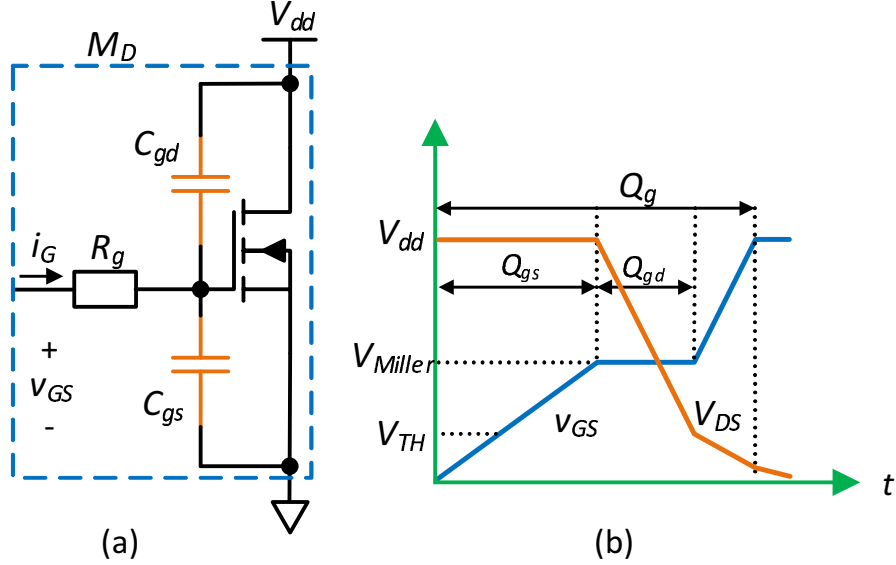 V_dd
M_D
C_gd
i_G
R_g
+
v_GS
-
C_gs
(a)
Q_g
V_dd
Q_gs
Q_gd
V_Miller
V_TH
v_GS
V_DS
t
(b)